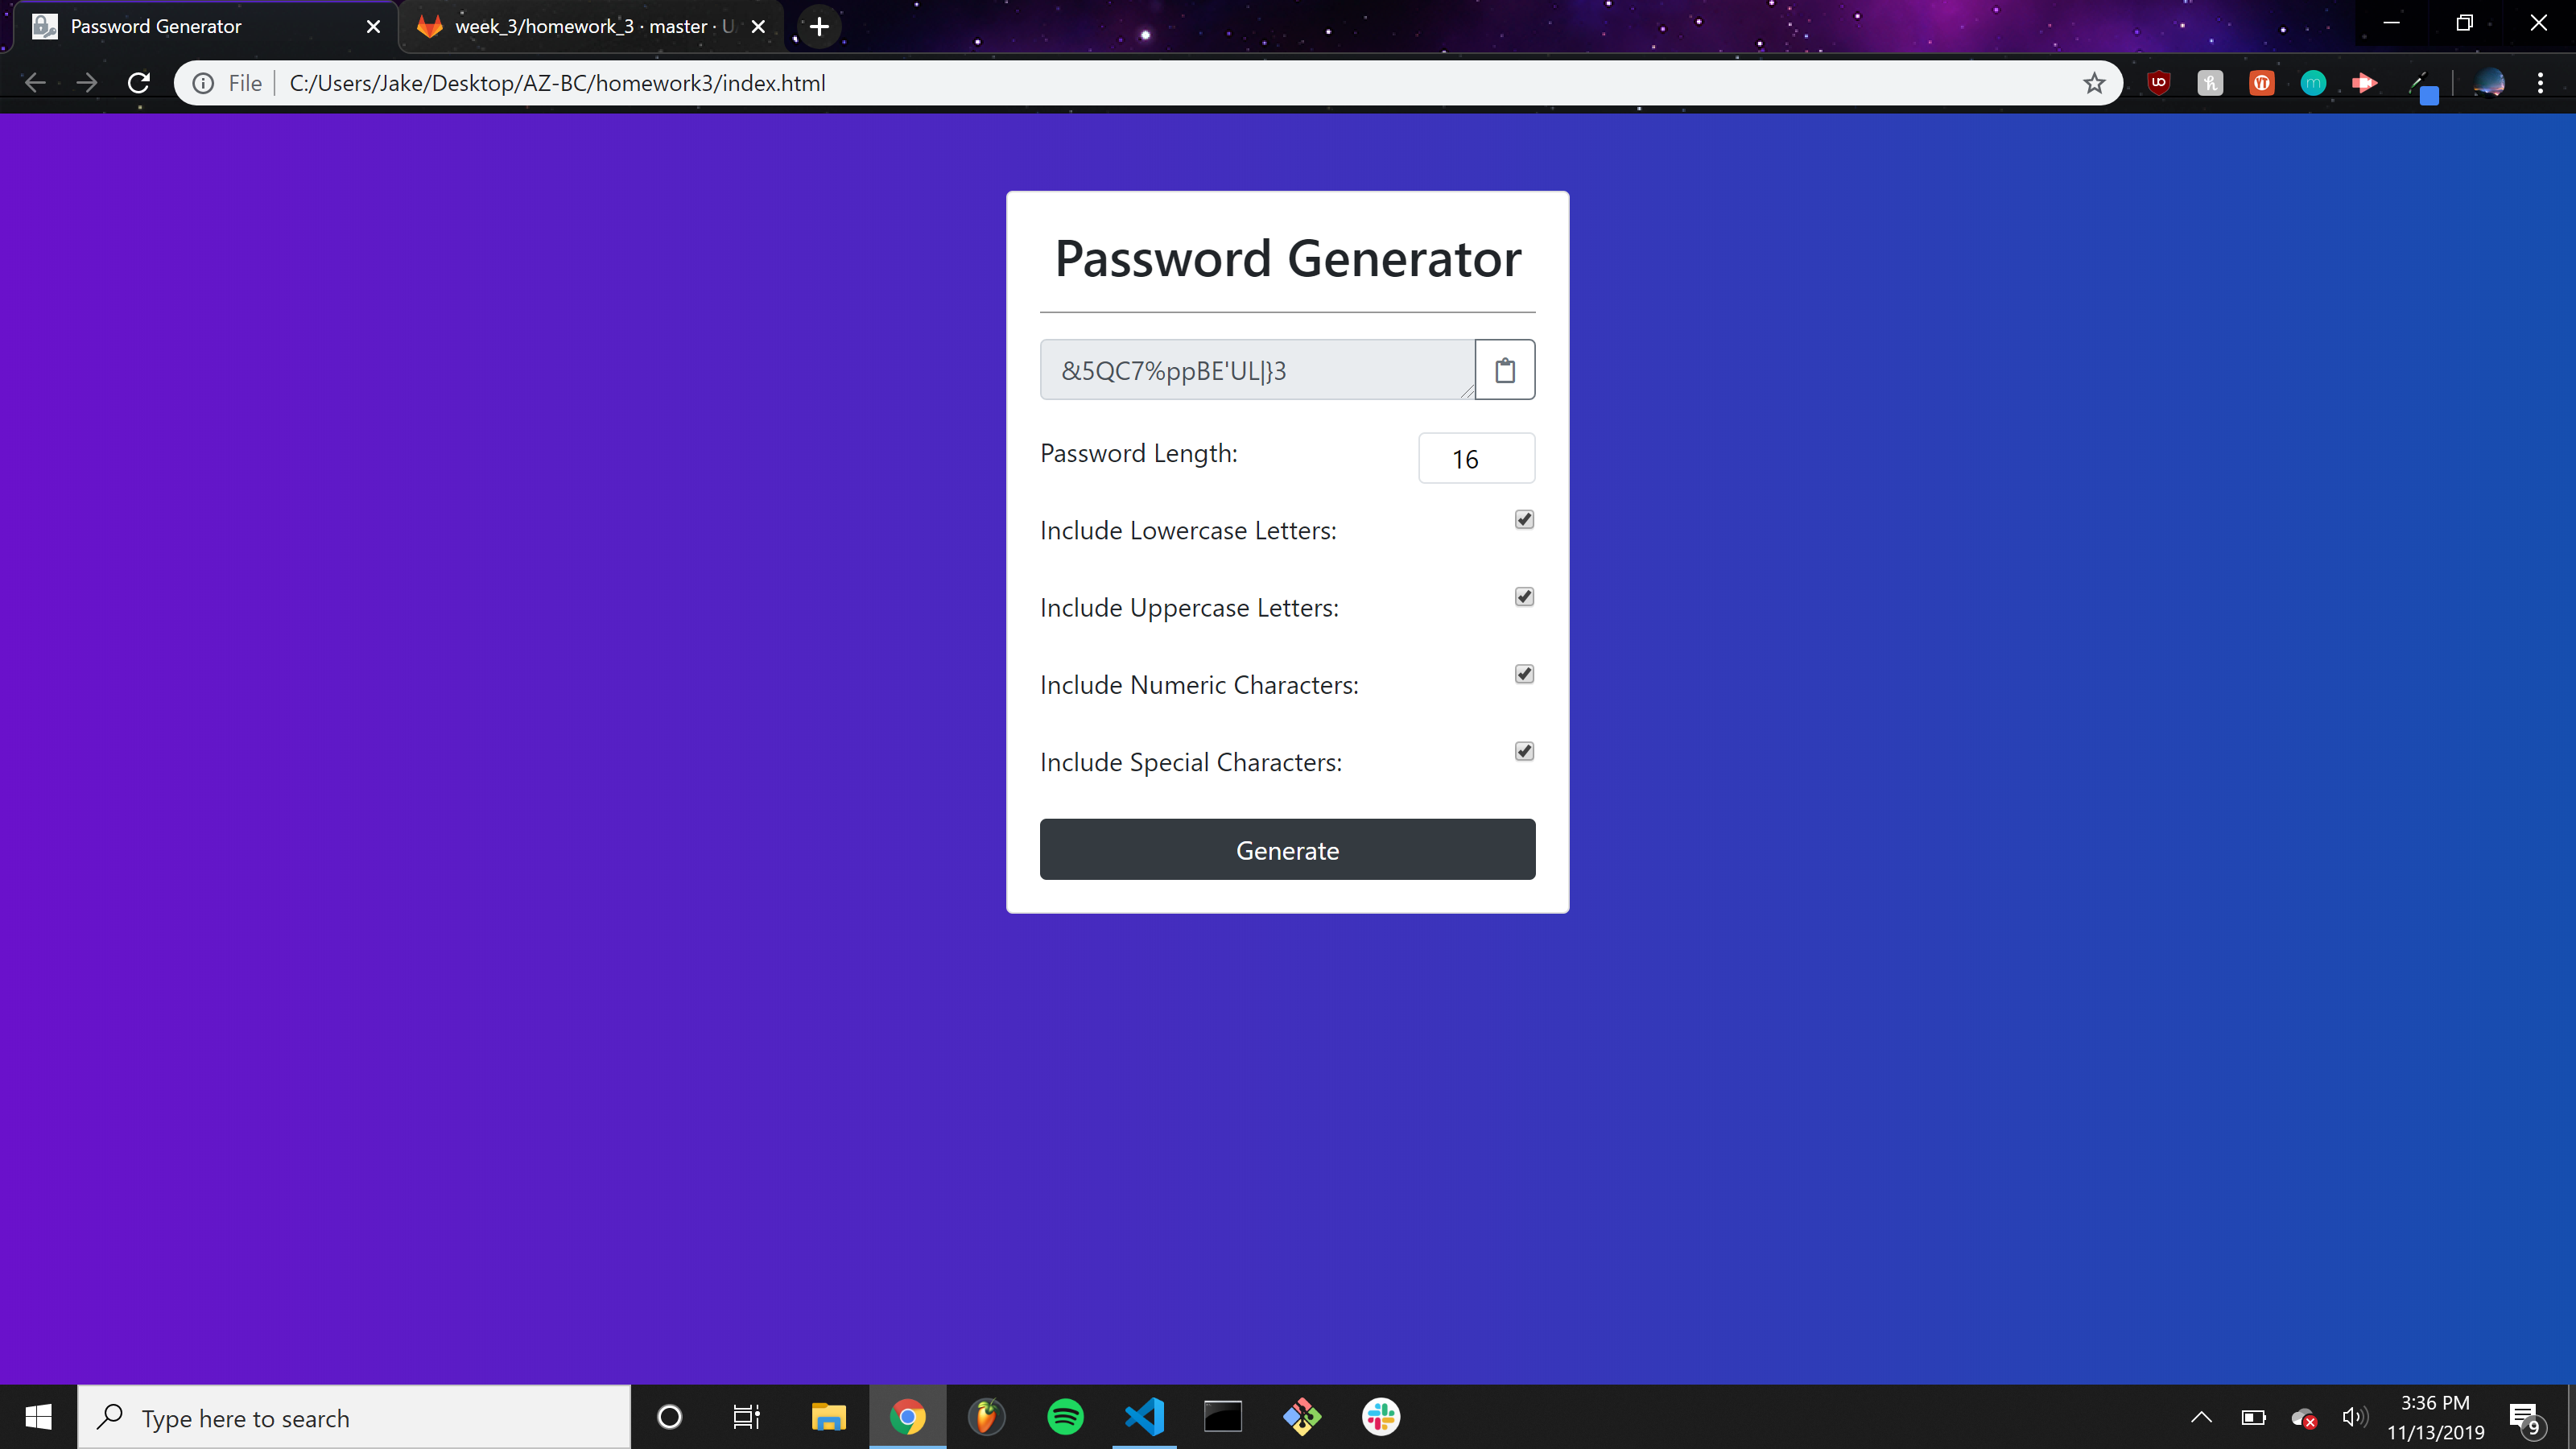 Password Generator
week_3/homework_3 · master · U
File
C:/Users/Jake/Desktop/AZ-BC/homework3/index.html
Password Generator
&5QC7%ppBE'UL|}3
Password Length:
16
Include Lowercase Letters:
Include Uppercase Letters:
Include Numeric Characters:
Include Special Characters:
Generate
Type here to search
3:36 PM
11/13/2019
9